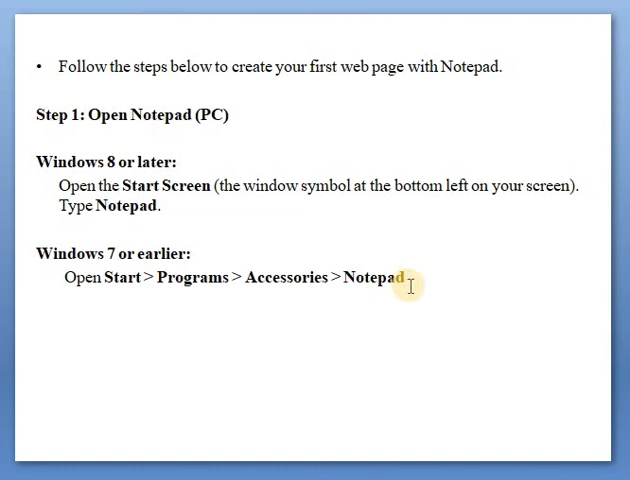 • Follow the steps below to create your first web page with Notepad.
Step 1: Open Notepad (PC)
Windows 8 or later:
Open the Start Screen (the window symbol at the bottom left on your screen).
Type Notepad.
Windows 7 or earlier:
Open Start > Programs > Accessories > Notepad